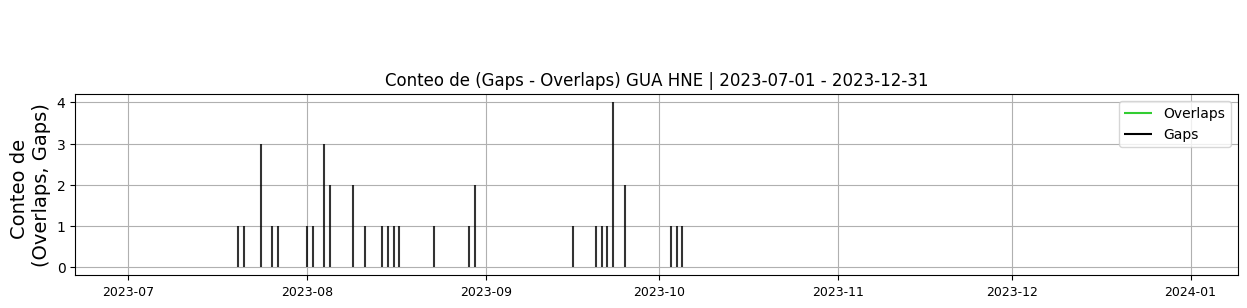 Conteo de (Gaps - Overlaps) GUA HNE | 2023-07-01 - 2023-12-31
Conteo de
(Overlaps, Gaps)
4
3
2
1
0
Overlaps
Gaps
2023-07 2023-08 2023-09 2023-10 2023-11 2023-12 2024-01